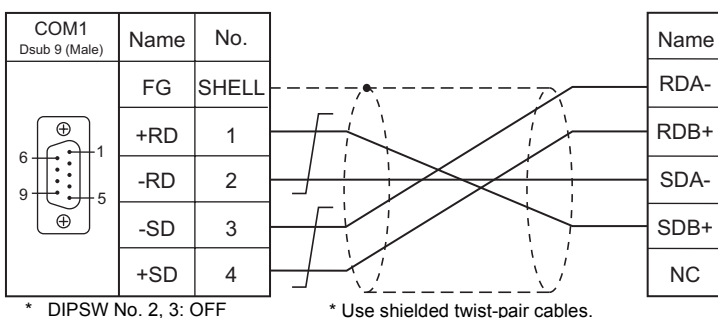 COM1
Dsub 9 (Male)
Name No. Name
FG SHELL RDA-
+RD 1 RDB+
-RD 2 SDA-
-SD 3 SDB+
+SD 4 NC
6 1
9 5
* DIPSW No. 2, 3: OFF
* Use shielded twist-pair cables.